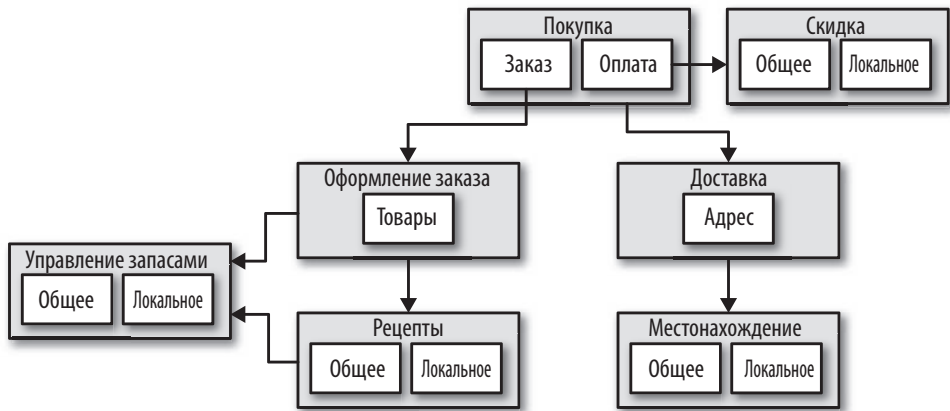 Покупка
Заказ
Оплата
Скидка
Общее
Локальное
Оформление заказа
Товары
Доставка
Адрес
Управление запасами
Общее
Локальное
Рецепты
Общее
Локальное
Местонахождение
Общее
Локальное